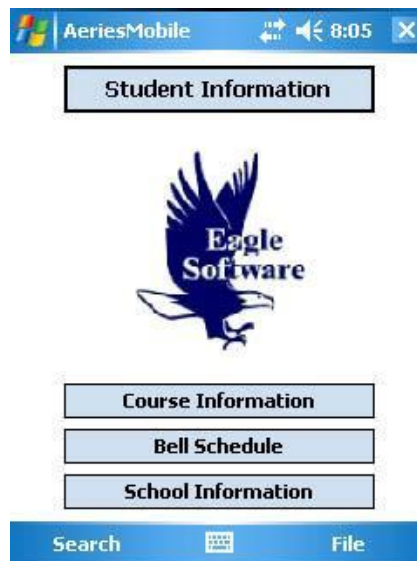 AeriesMobile 8:05
Student Information
Eagle
Software
Course Information
Bell Schedule
School Information
Search File